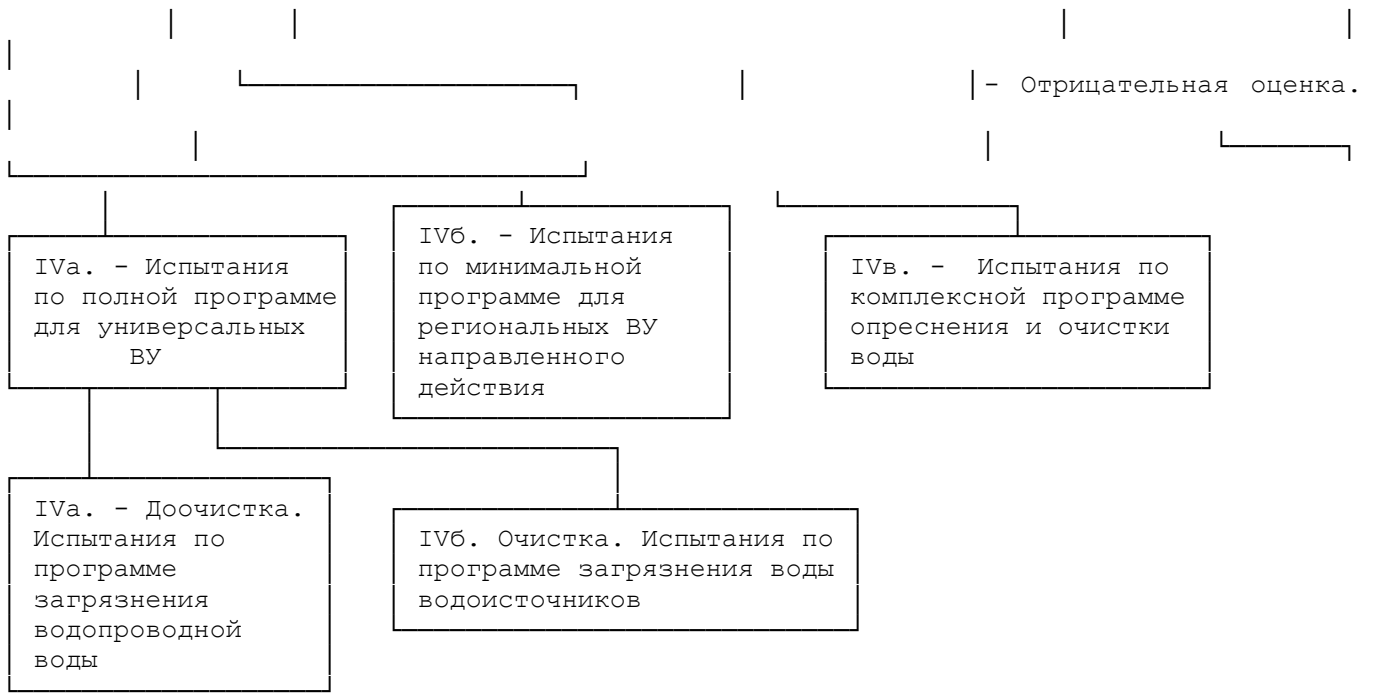 - Отрицательная оценка.
IVа. - Испытания
по полной программе
для универсальных
ВУ
IVб. - Испытания
по минимальной
программе для
региональных ВУ
направленного
действия
IVв. - Испытания по
комплексной программе
опреснения и очистки
воды
IVа. - Доочистка.
Испытания по
программе
загрязнения
водопроводной
воды
IVб. Очистка. Испытания по
программе загрязнения воды
водоисточников